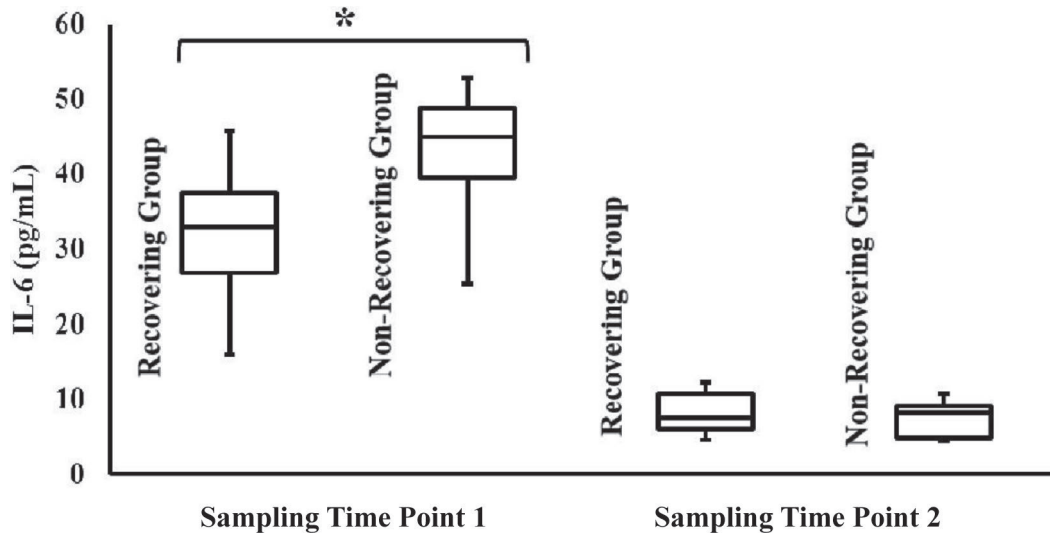 60
50
40
30
20
10
0
IL-6 (pg/mL)
*
Recovering Group
Non-Recovering Group
Recovering Group
Non-Recovering Group
Sampling Time Point 1
Sampling Time Point 2